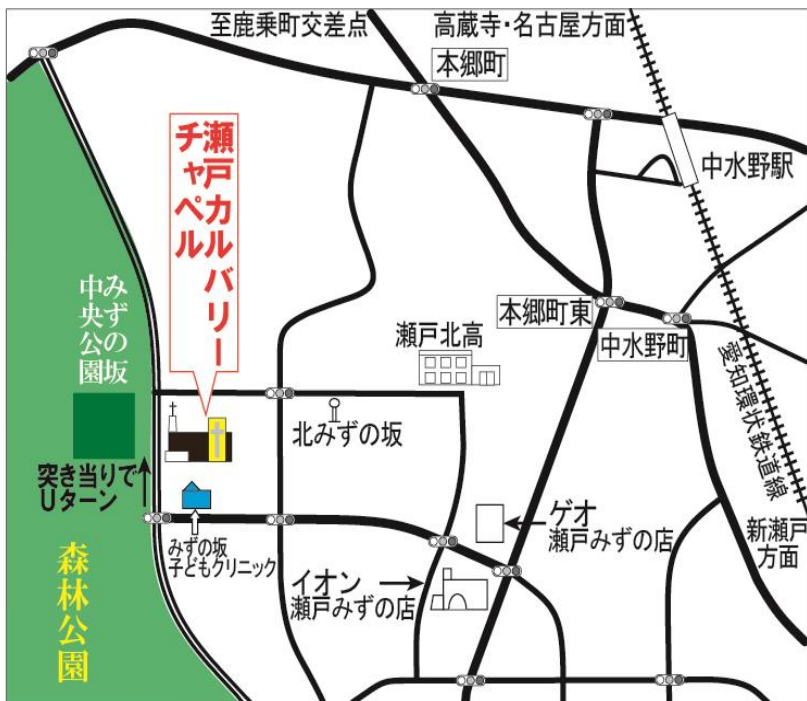 至鹿乗町交差点
高蔵寺・名古屋方面
本郷町
中水野駅
瀬戸カルバリー
チャペル
みずの坂
中央公園
瀬戸北高
本郷町東
中水野町
愛知環状鉄道線
北みずの坂
突き当りで
Uターン
みずの坂
子どもクリニック
ゲオ
瀬戸みずの店
新瀬戸
方面
イオン
瀬戸みずの店
森林公園